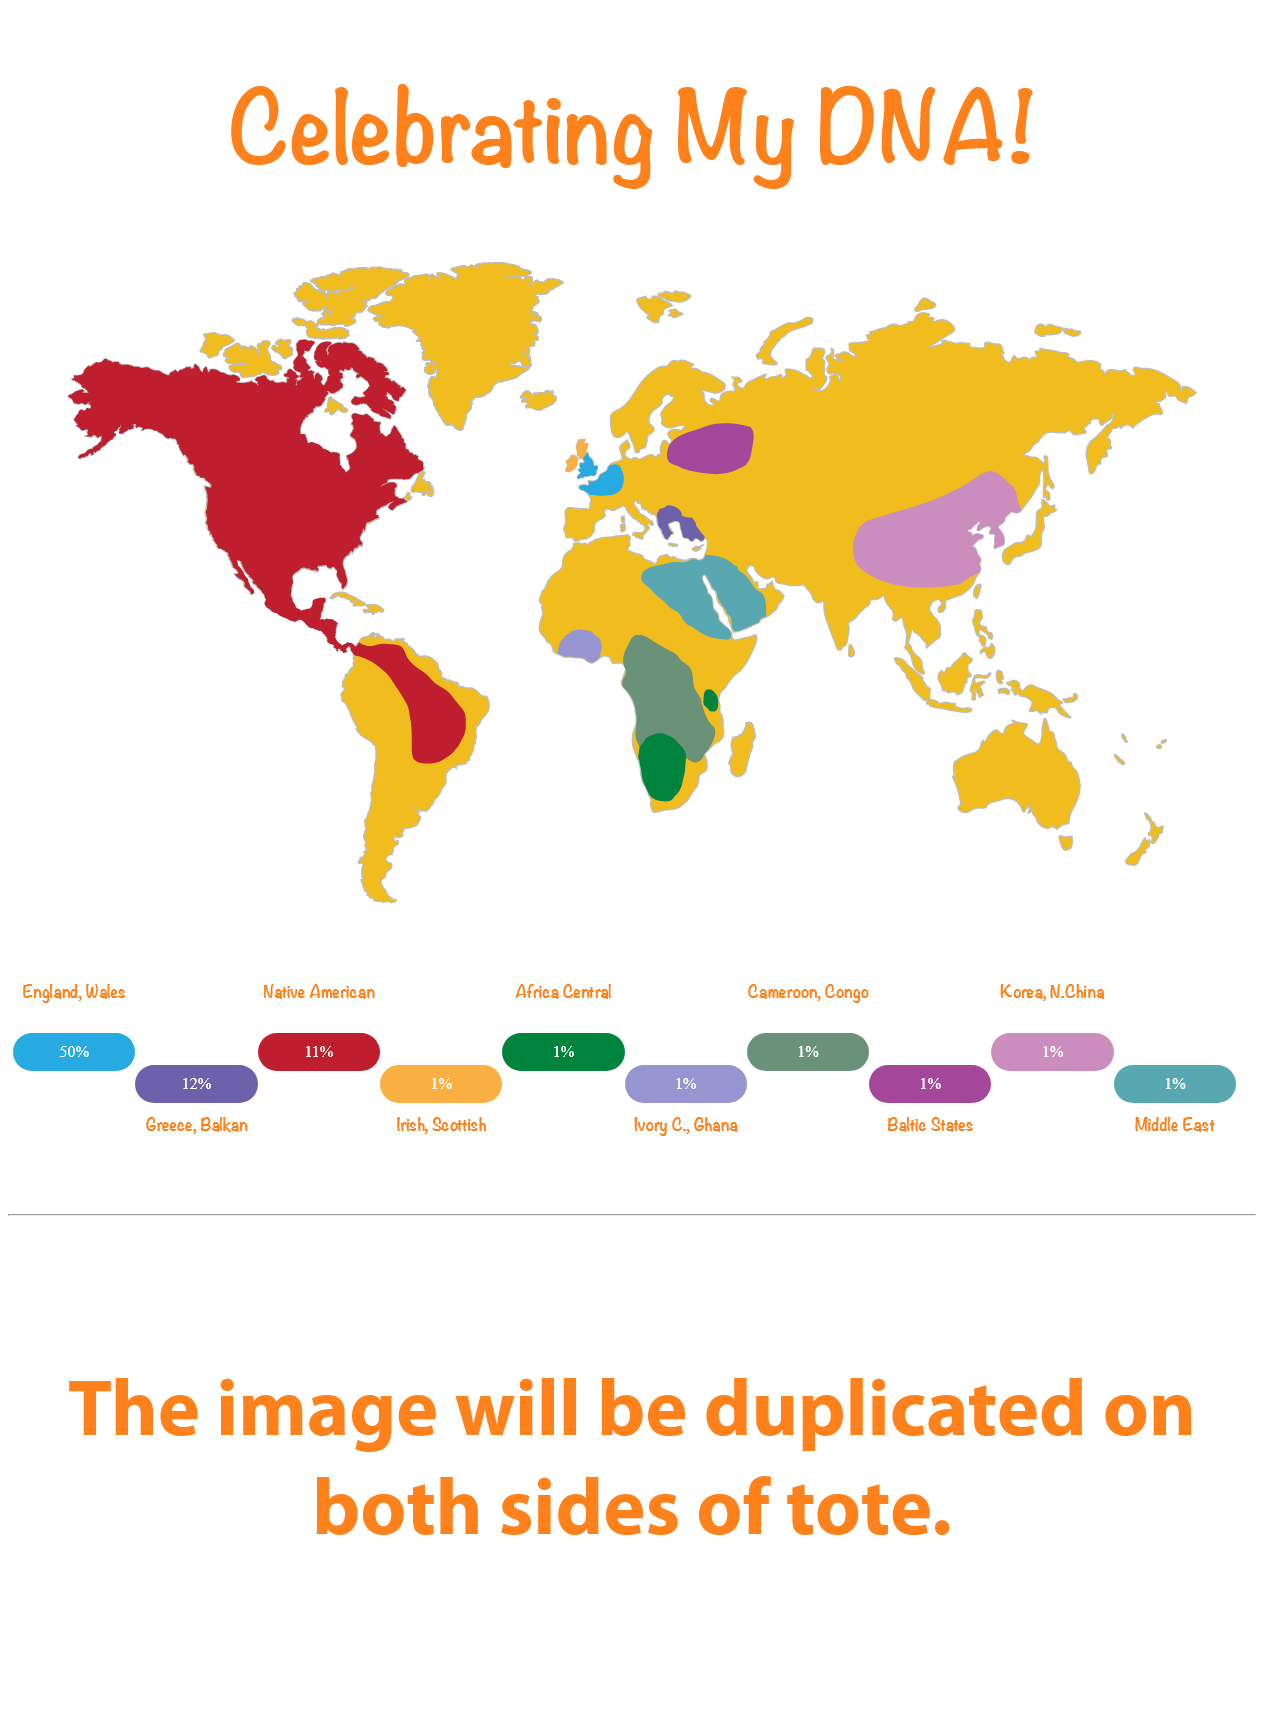 Celebrating My DNA!
England, Wales
Native American
Africa Central
Cameroon, Congo
Korea, N.China
50%
11%
1%
1%
1%
12%
1%
1%
1%
1%
Greece, Balkan
Irish, Scottish
Ivory C., Ghana
Baltic States
Middle East
The image will be duplicated on
both sides of tote.